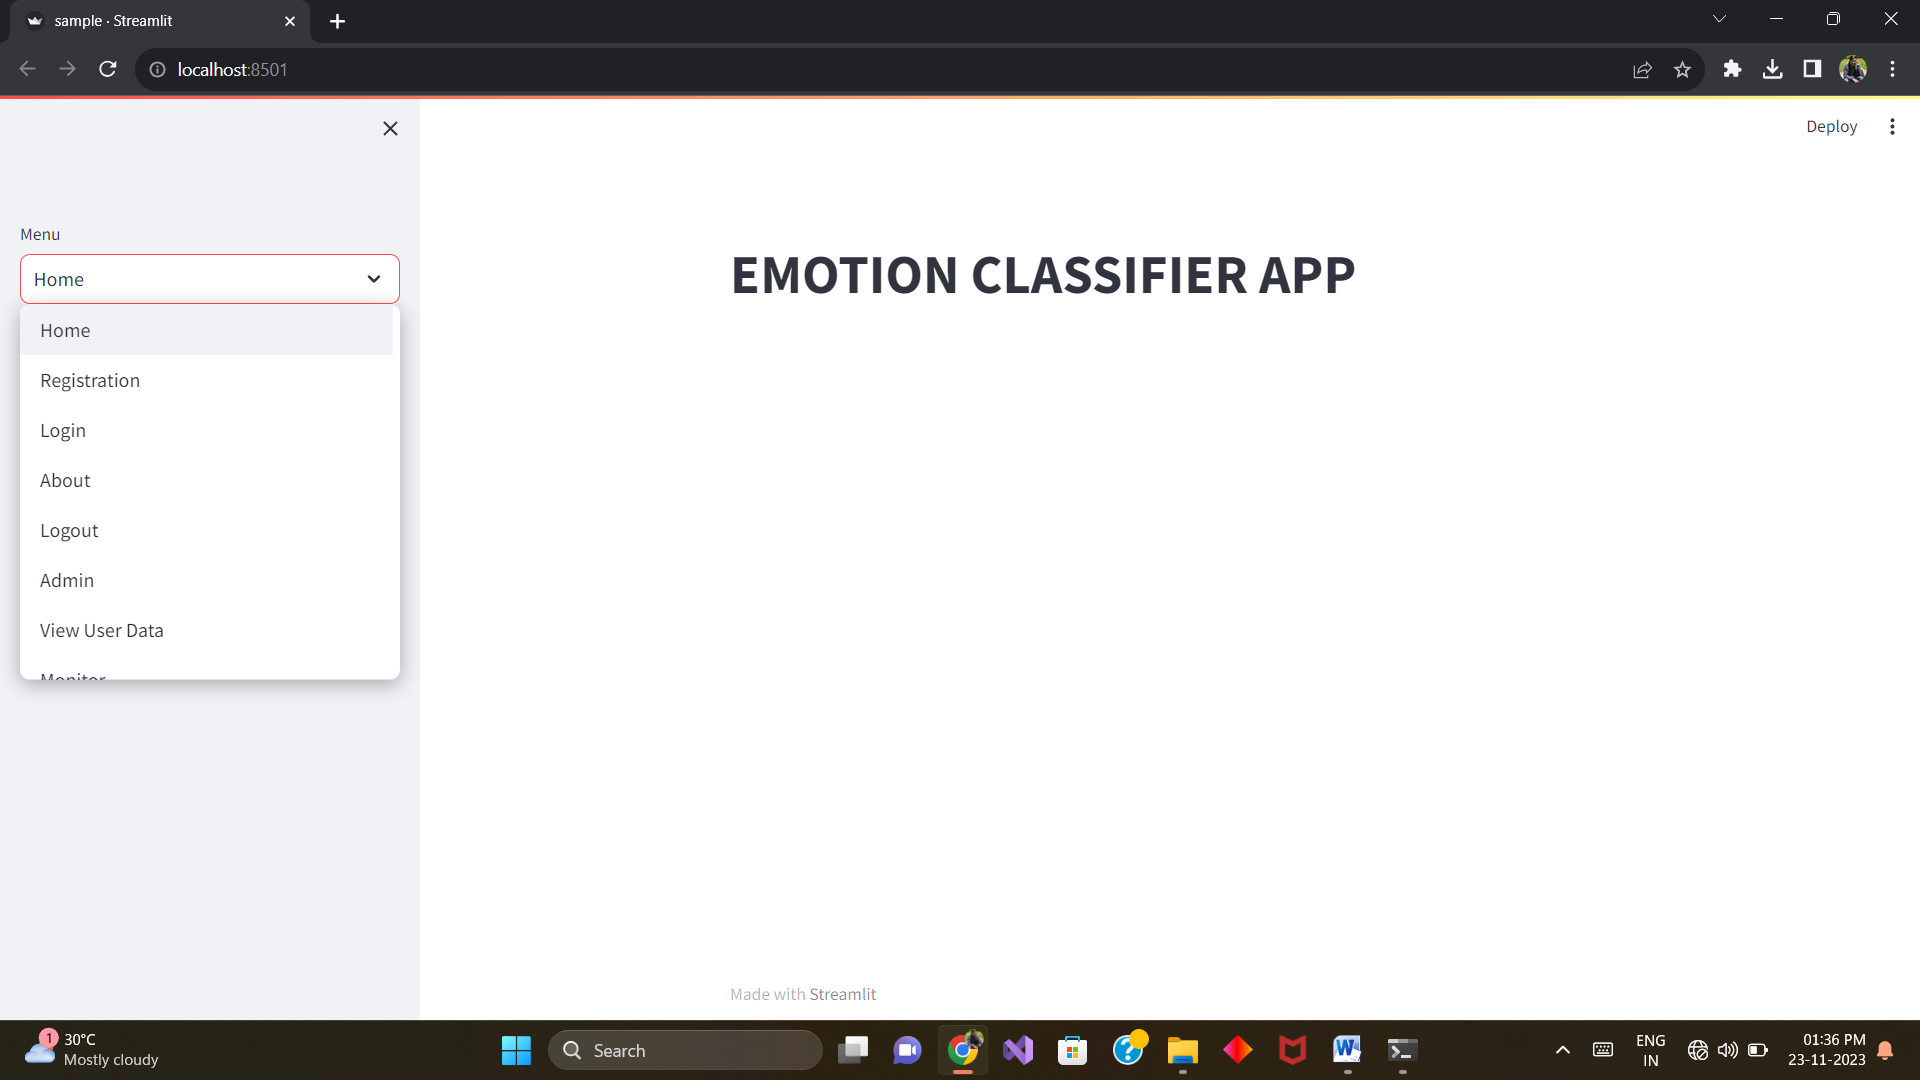 sample · Streamlit
localhost:8501
Deploy
Menu
Home
Home
Registration
Login
About
Logout
Admin
View User Data
Monitor
EMOTION CLASSIFIER APP
Made with Streamlit
1
30°C
Mostly cloudy
Search
ENG
IN
01:36 PM
23-11-2023